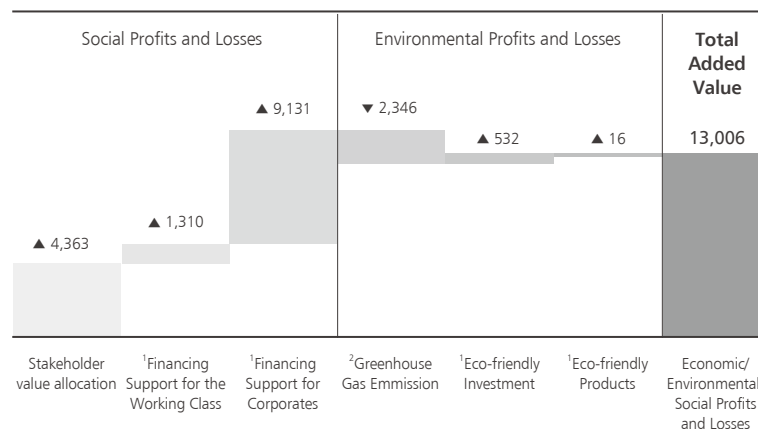 Social Profits and Losses
Environmental Profits and Losses
Total
Added
Value
▲ 9,131
▼ 2,346
▲ 532
▲ 16
13,006
▲ 1,310
▲ 4,363
Stakeholder
value allocation
¹Financing
Support for the
Working Class
¹Financing
Support for
Corporates
²Greenhouse
Gas Emmission
¹Eco-friendly
Investment
¹Eco-friendly
Products
Economic/
Environmental
Social Profits
and Losses